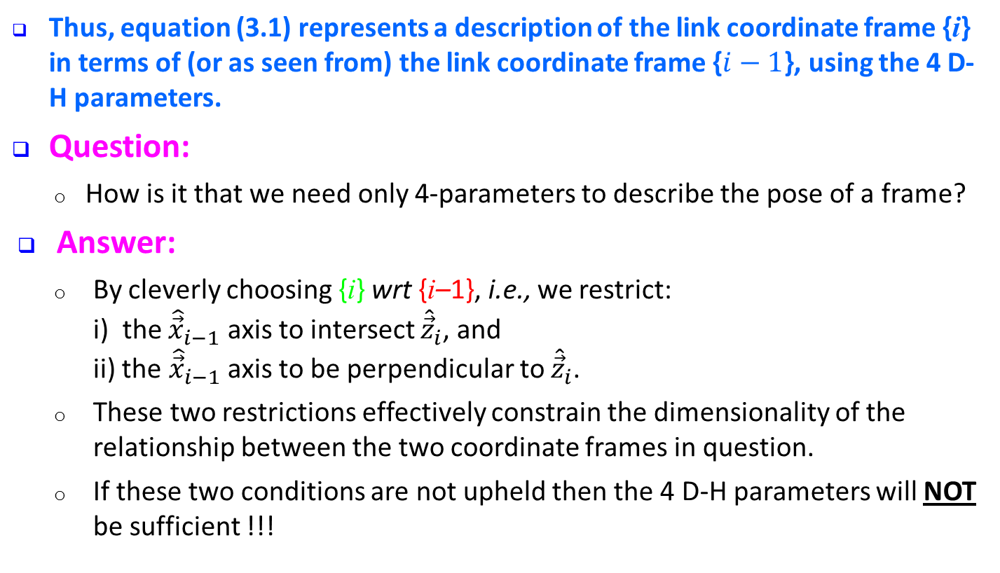 ❑ Thus, equation (3.1) represents a description of the link coordinate frame {i}
in terms of (or as seen from) the link coordinate frame {i − 1}, using the 4 D-
H parameters.
❑ Question:
○ How is it that we need only 4-parameters to describe the pose of a frame?
❑ Answer:
○ By cleverly choosing {i} wrt {i–1}, i.e., we restrict:
i) the $\hat{\vec{x}}_{i-1}$ axis to intersect $\hat{\vec{z}}_{i}$, and
ii) the $\hat{\vec{x}}_{i-1}$ axis to be perpendicular to $\hat{\vec{z}}_{i}$.
○ These two restrictions effectively constrain the dimensionality of the
relationship between the two coordinate frames in question.
○ If these two conditions are not upheld then the 4 D-H parameters will NOT
be sufficient !!!